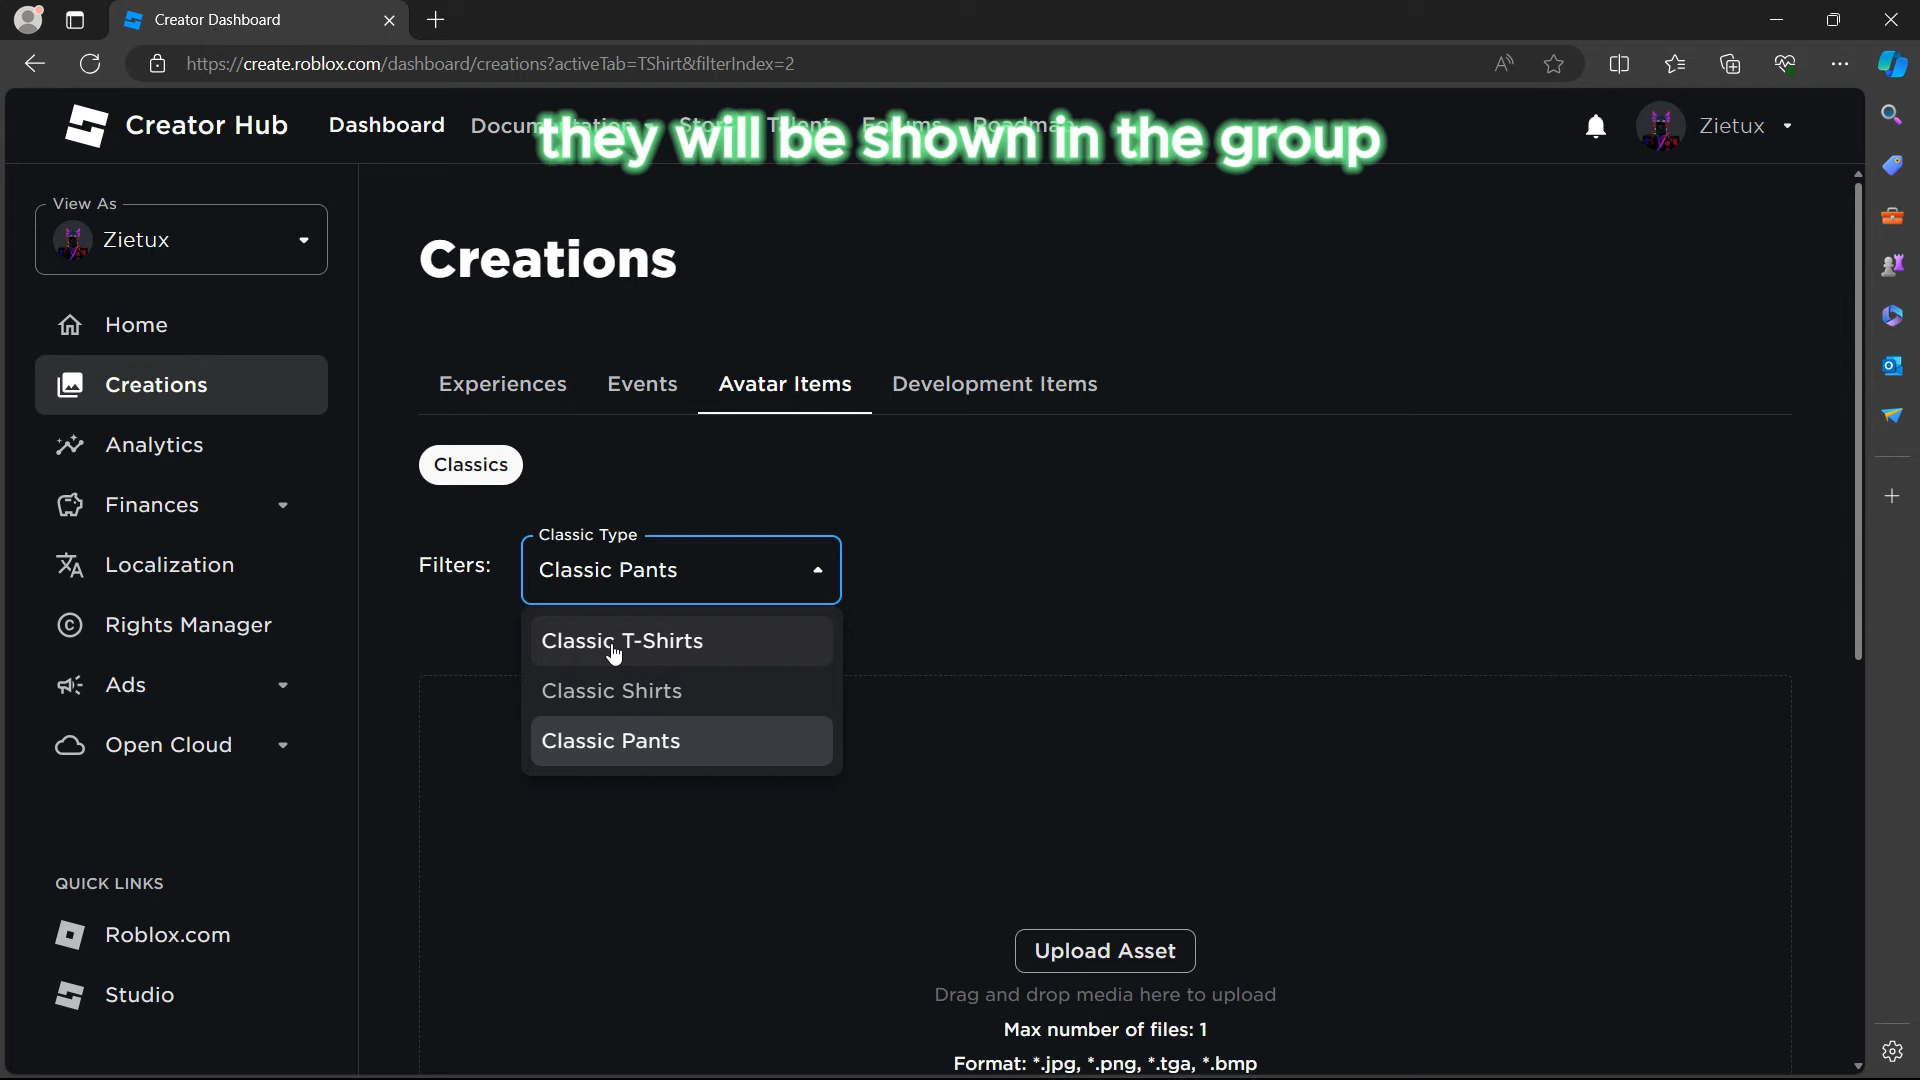 Creator Dashboard
https://create.roblox.com/dashboard/creations?activeTab=TShirt&filterIndex=2
Creator Hub
Dashboard
they will be shown in the group
Zietux
View As
Zietux
Home
Creations
Analytics
Finances
Localization
Rights Manager
Ads
Open Cloud
QUICK LINKS
Roblox.com
Studio
Creations
Experiences
Events
Avatar Items
Development Items
Classics
Filters:
Classic Type
Classic Pants
Classic T-Shirts
Classic Shirts
Classic Pants
Upload Asset
Drag and drop media here to upload
Max number of files: 1
Format: *.jpg, *.png, *.tga, *.bmp